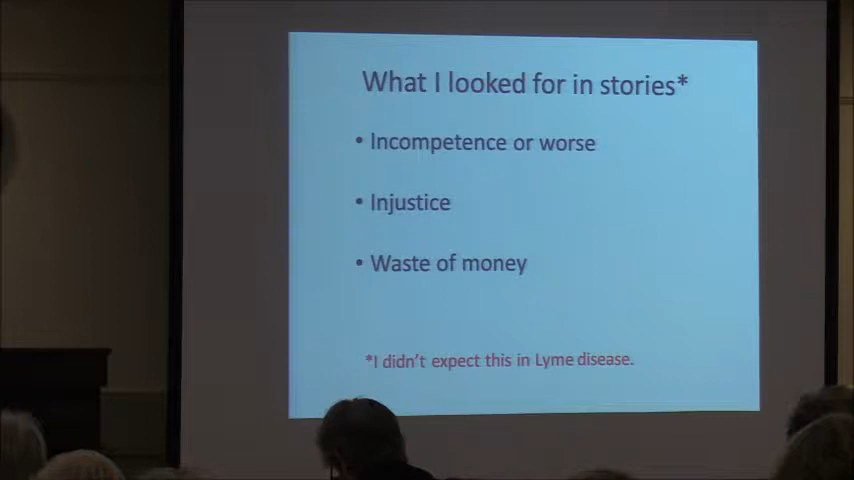 What I looked for in stories*
• Incompetence or worse
• Injustice
• Waste of money
*I didn't expect this in Lyme disease.